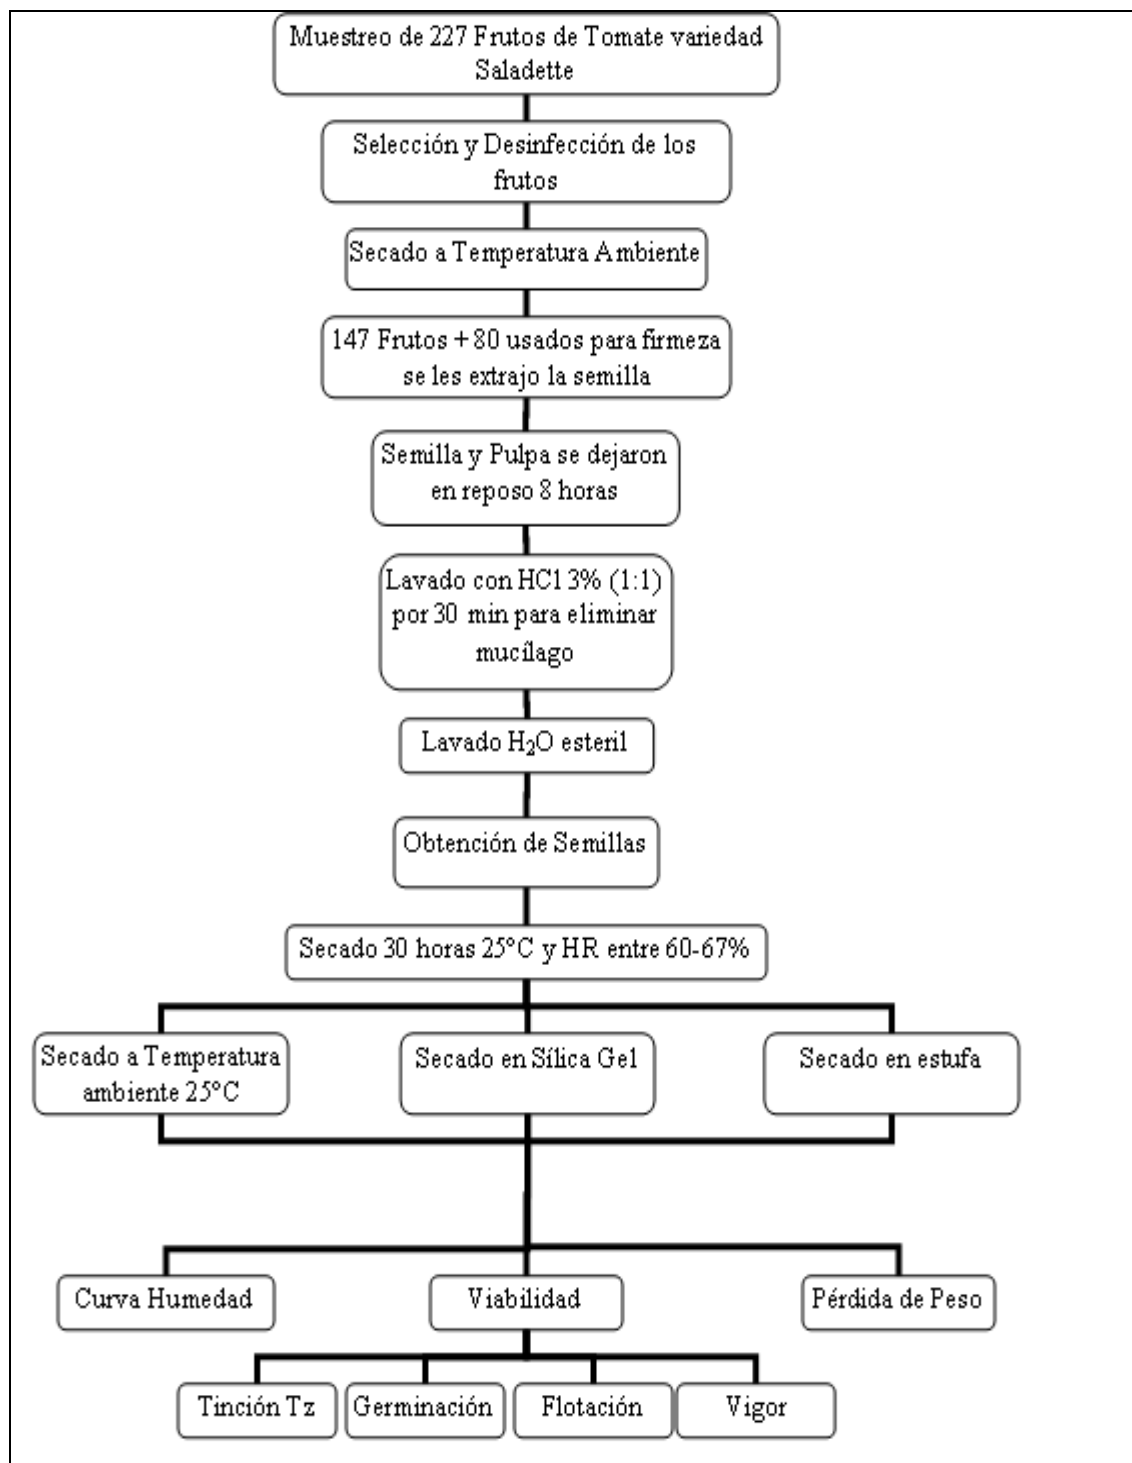 Muestreo de 227 Frutos de Tomate variedad
Saladette
Selección y Desinfección de los
frutos
Secado a Temperatura Ambiente
147 Frutos + 80 usados para firmeza
se les extrajo la semilla
Semilla y Pulpa se dejaron
en reposo 8 horas
Lavado con HCl 3% (1:1)
por 30 min para eliminar
mucílago
Lavado H₂O esteril
Obtención de Semillas
Secado 30 horas 25°C y HR entre 60-67%
Secado a Temperatura
ambiente 25°C
Secado en Sílica Gel
Secado en estufa
Curva Humedad
Viabilidad
Pérdida de Peso
Tinción Tz
Germinación
Flotación
Vigor